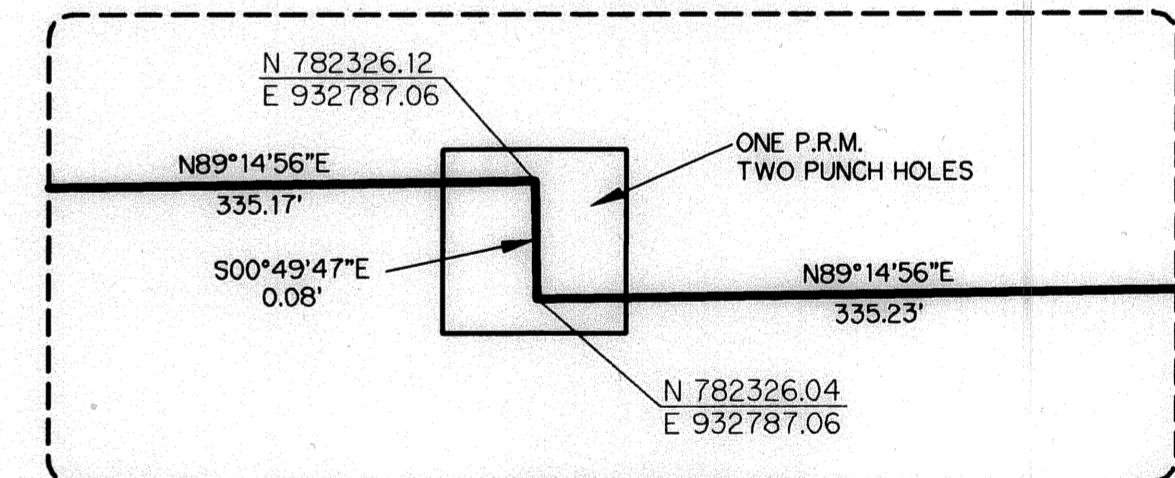 N 782326.12
E 932787.06
ONE P.R.M.
TWO PUNCH HOLES
N89°14'56"E
335.17'
S00°49'47"E
0.08'
N89°14'56"E
335.23'
N 782326.04
E 932787.06